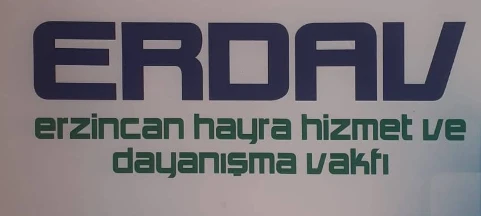 ERDAV
erzincan hayra hizmet ve
dayanışma vakfı